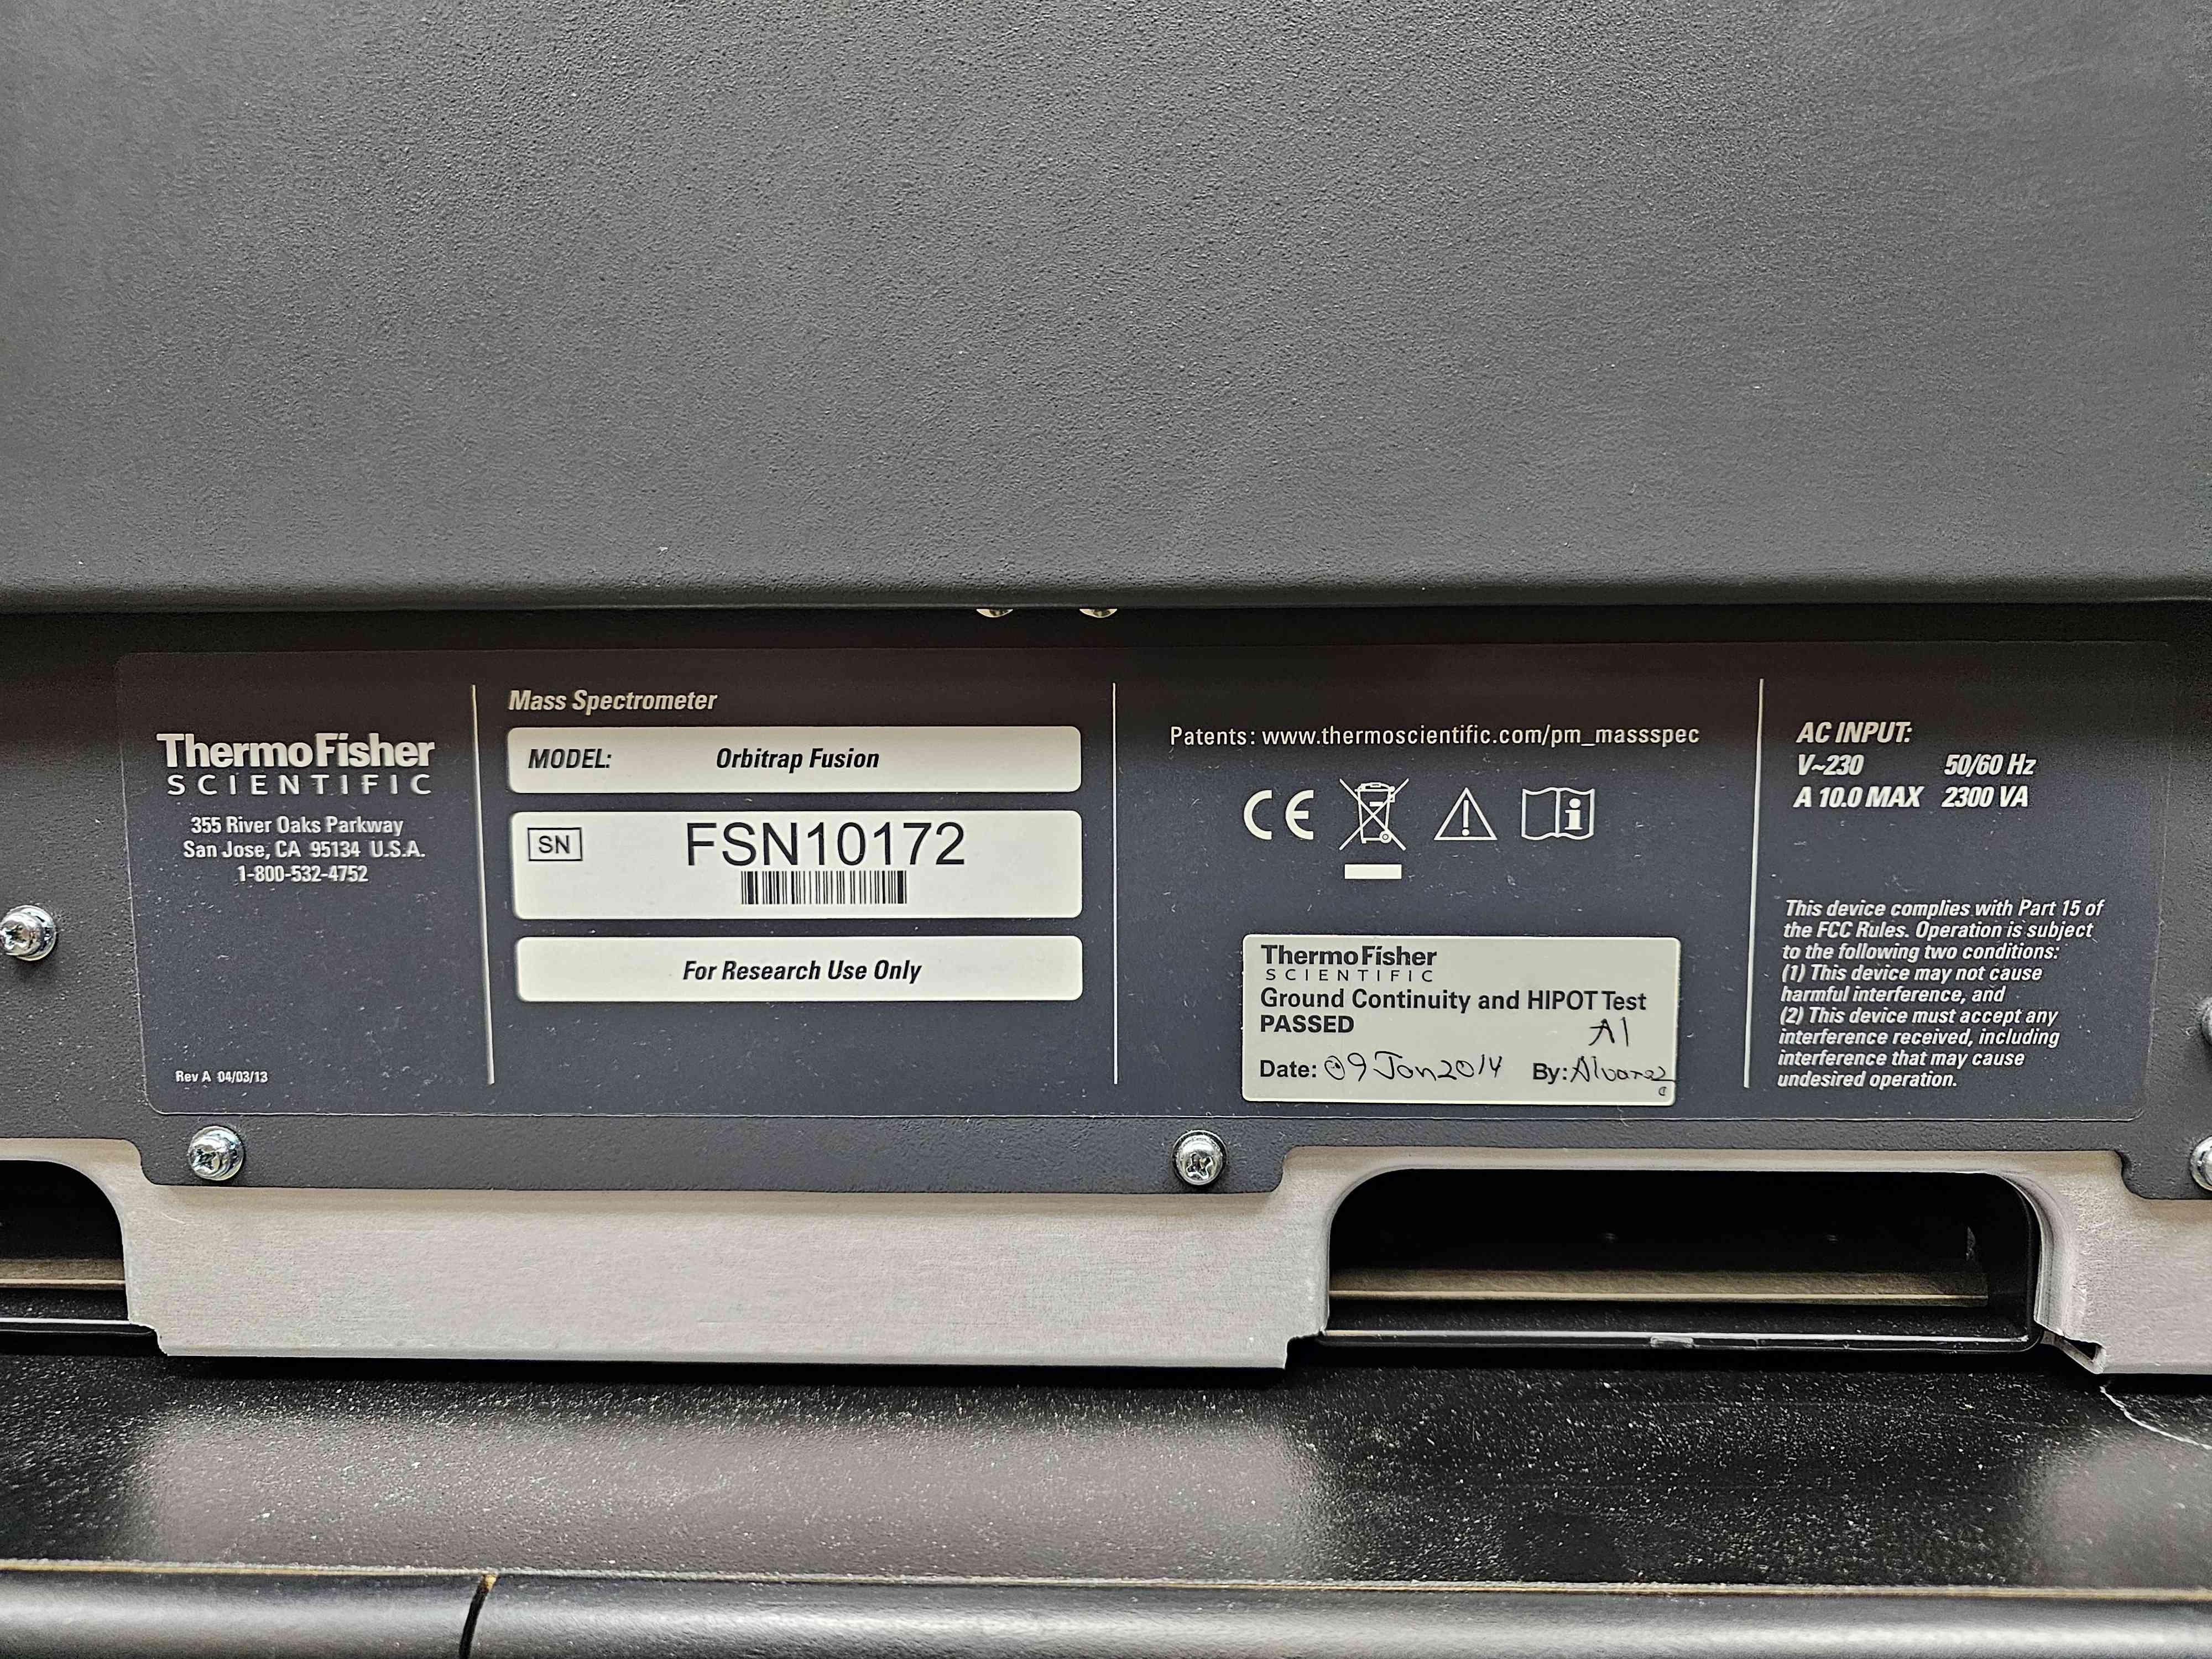 ThermoFisher
SCIENTIFIC
355 River Oaks Parkway
San Jose, CA 95134 U.S.A.
1-800-532-4752
Rev A 04/03/13
Mass Spectrometer
MODEL: Orbitrap Fusion
SN FSN10172
For Research Use Only
Patents: www.thermoscientific.com/pm_massspec
CE
ThermoFisher
SCIENTIFIC
Ground Continuity and HIPOT Test
PASSED
Al
Date: 09 Jan 2014 By: Alvarez
AC INPUT:
V~230 50/60 Hz
A 10.0 MAX 2300 VA
This device complies with Part 15 of
the FCC Rules. Operation is subject
to the following two conditions:
(1) This device may not cause
harmful interference, and
(2) This device must accept any
interference received, including
interference that may cause
undesired operation.